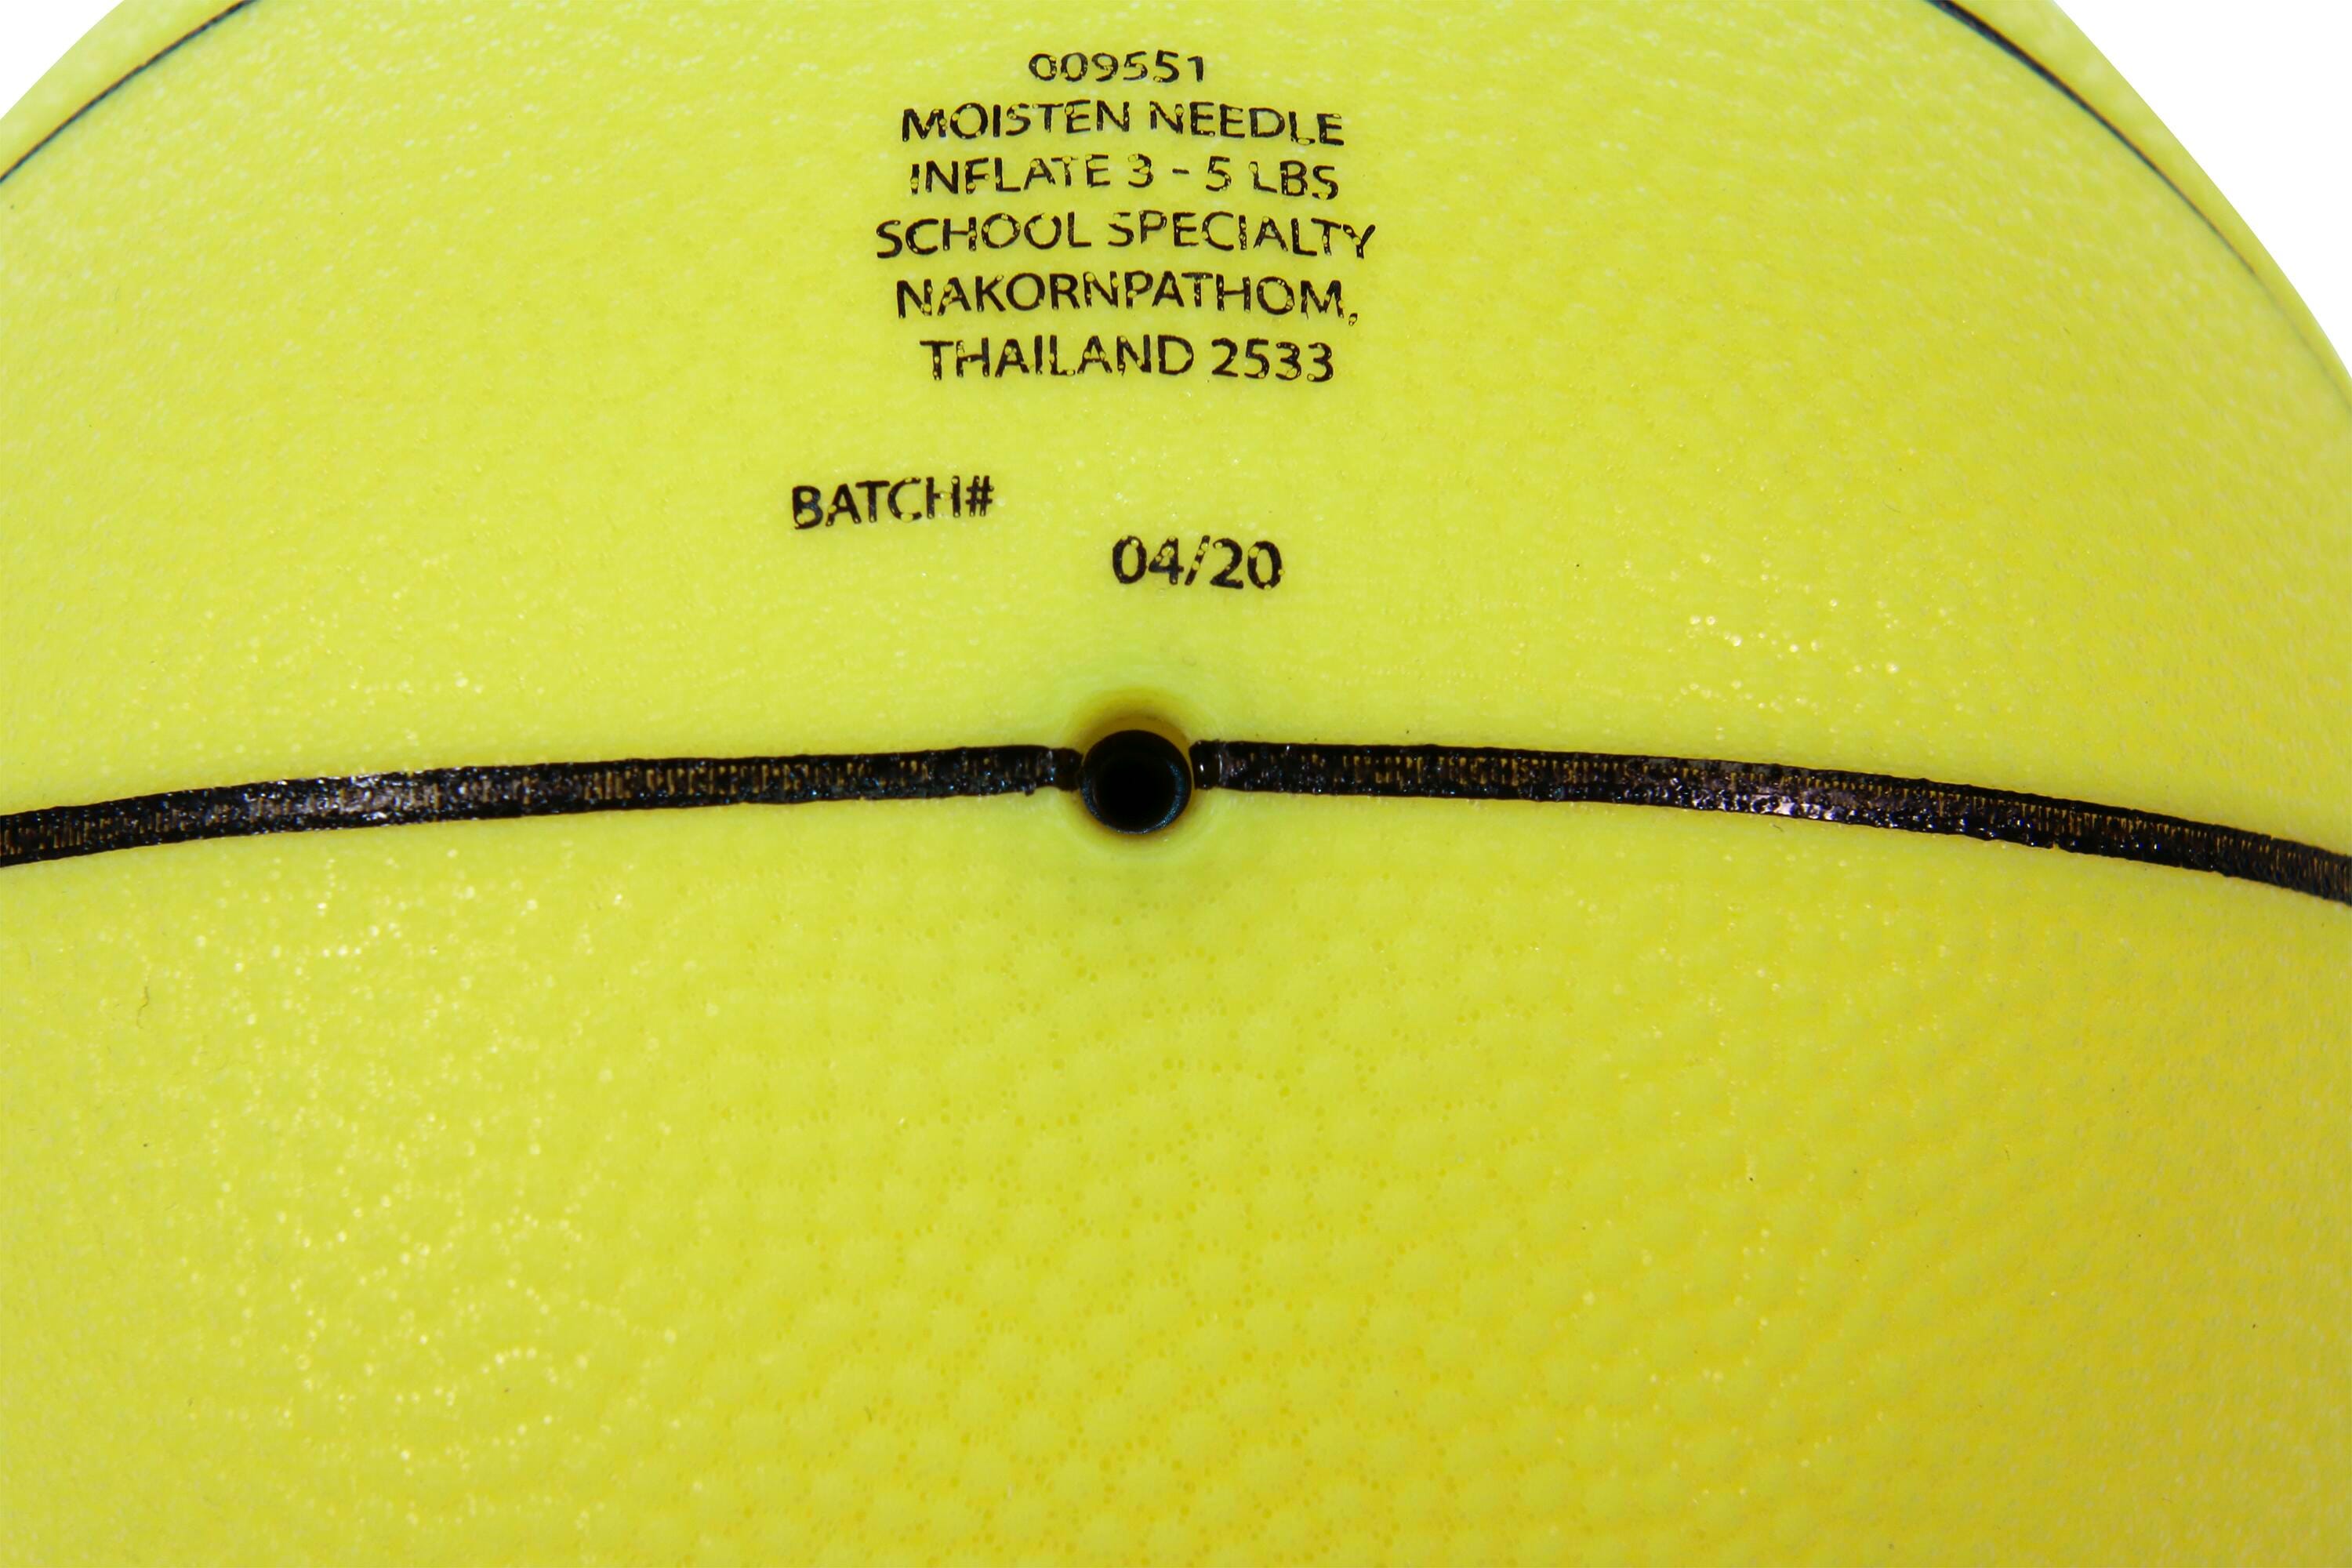 009551
MOISTEN NEEDLE
INFLATE 3 - 5 LBS
SCHOOL SPECIALTY
NAKORNPATHOM,
THAILAND 2533
BATCH#
04/20